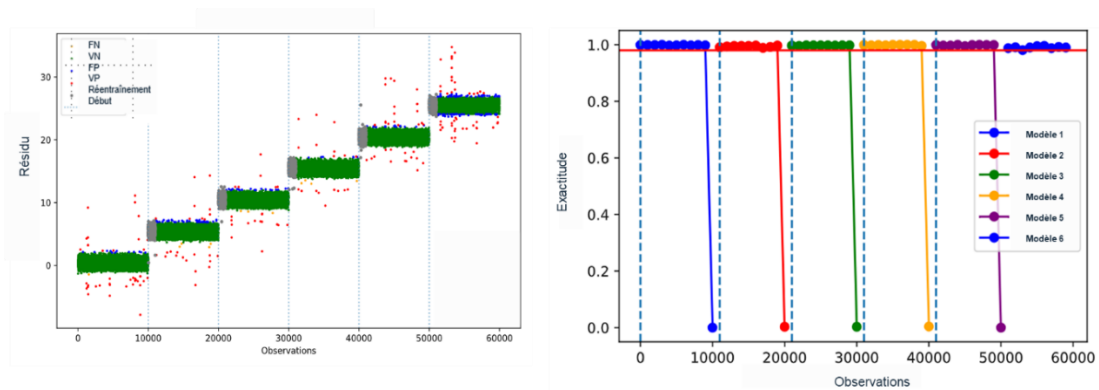 FN
VN
FP
VP
Réentraînement
Début
30
20
10
0
Résidu
0
10000
20000
30000
40000
50000
60000
Observations
1.0
0.8
0.6
0.4
0.2
0.0
Exactitude
Modèle 1
Modèle 2
Modèle 3
Modèle 4
Modèle 5
Modèle 6
0
10000
20000
30000
40000
50000
60000
Observations